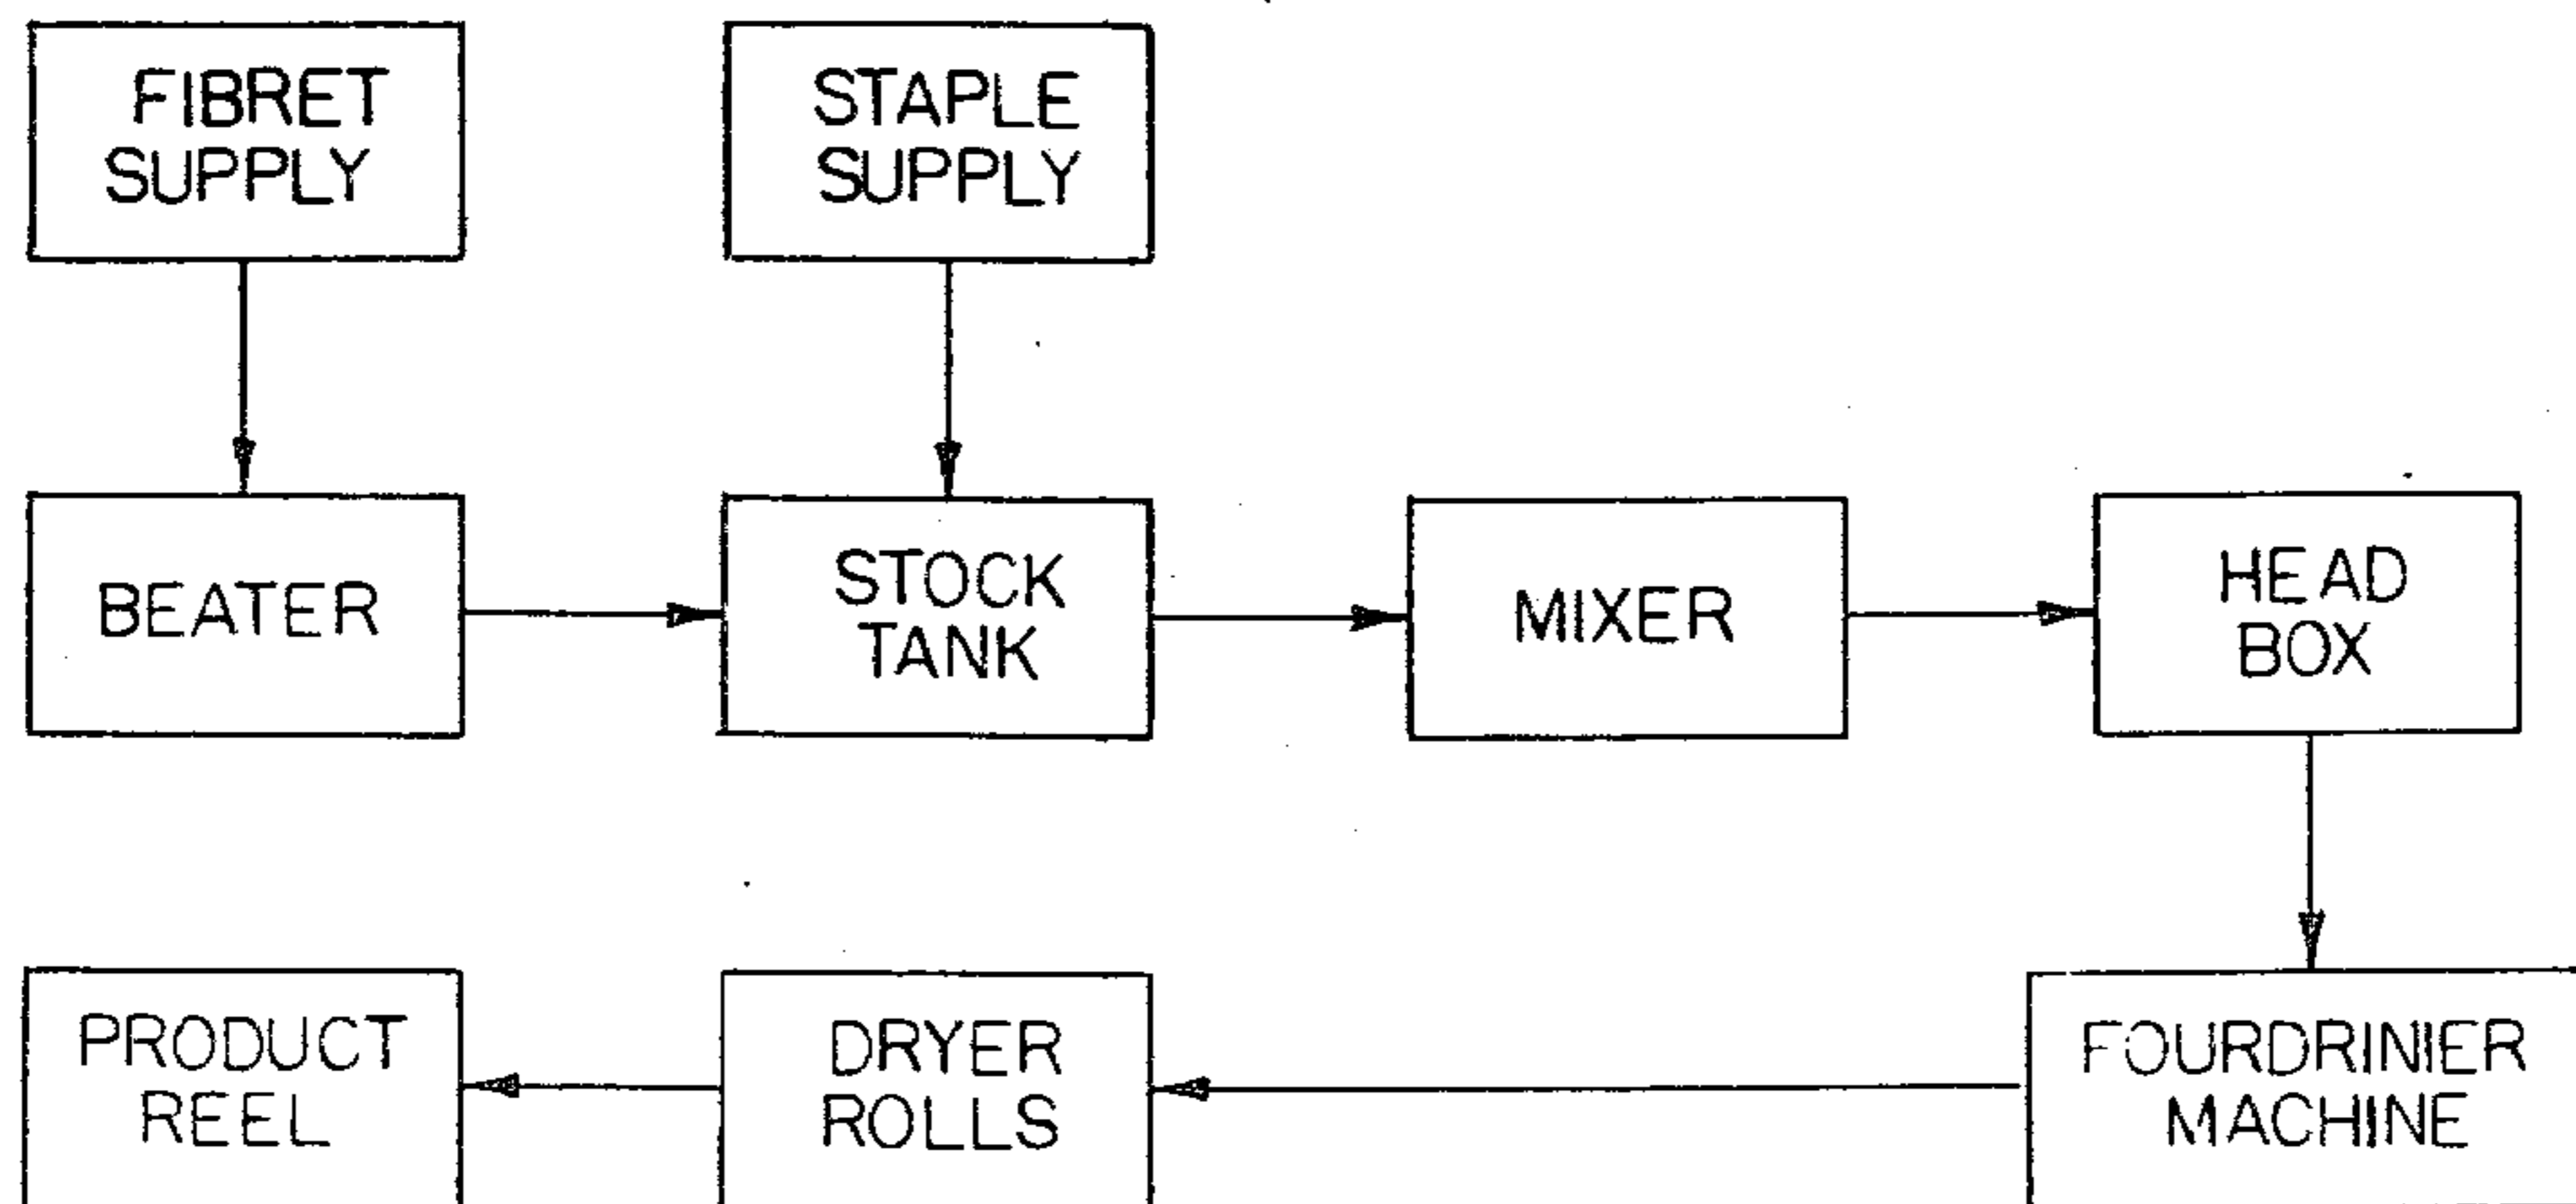 FIBRET
SUPPLY
STAPLE
SUPPLY
BEATER
STOCK
TANK
MIXER
HEAD
BOX
PRODUCT
REEL
DRYER
ROLLS
FOURDRINIER
MACHINE